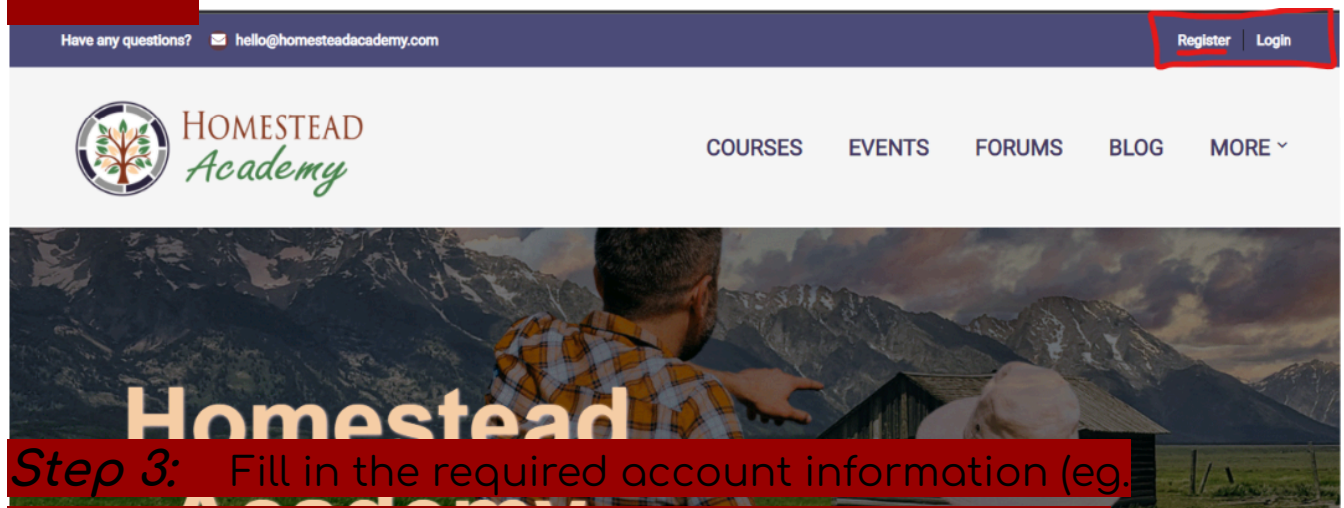 Have any questions? hello@homesteadacademy.com Register Login
HOMESTEAD
Academy
COURSES EVENTS FORUMS BLOG MORE
Homestead
Step 3: Fill in the required account information (eg.
Academy